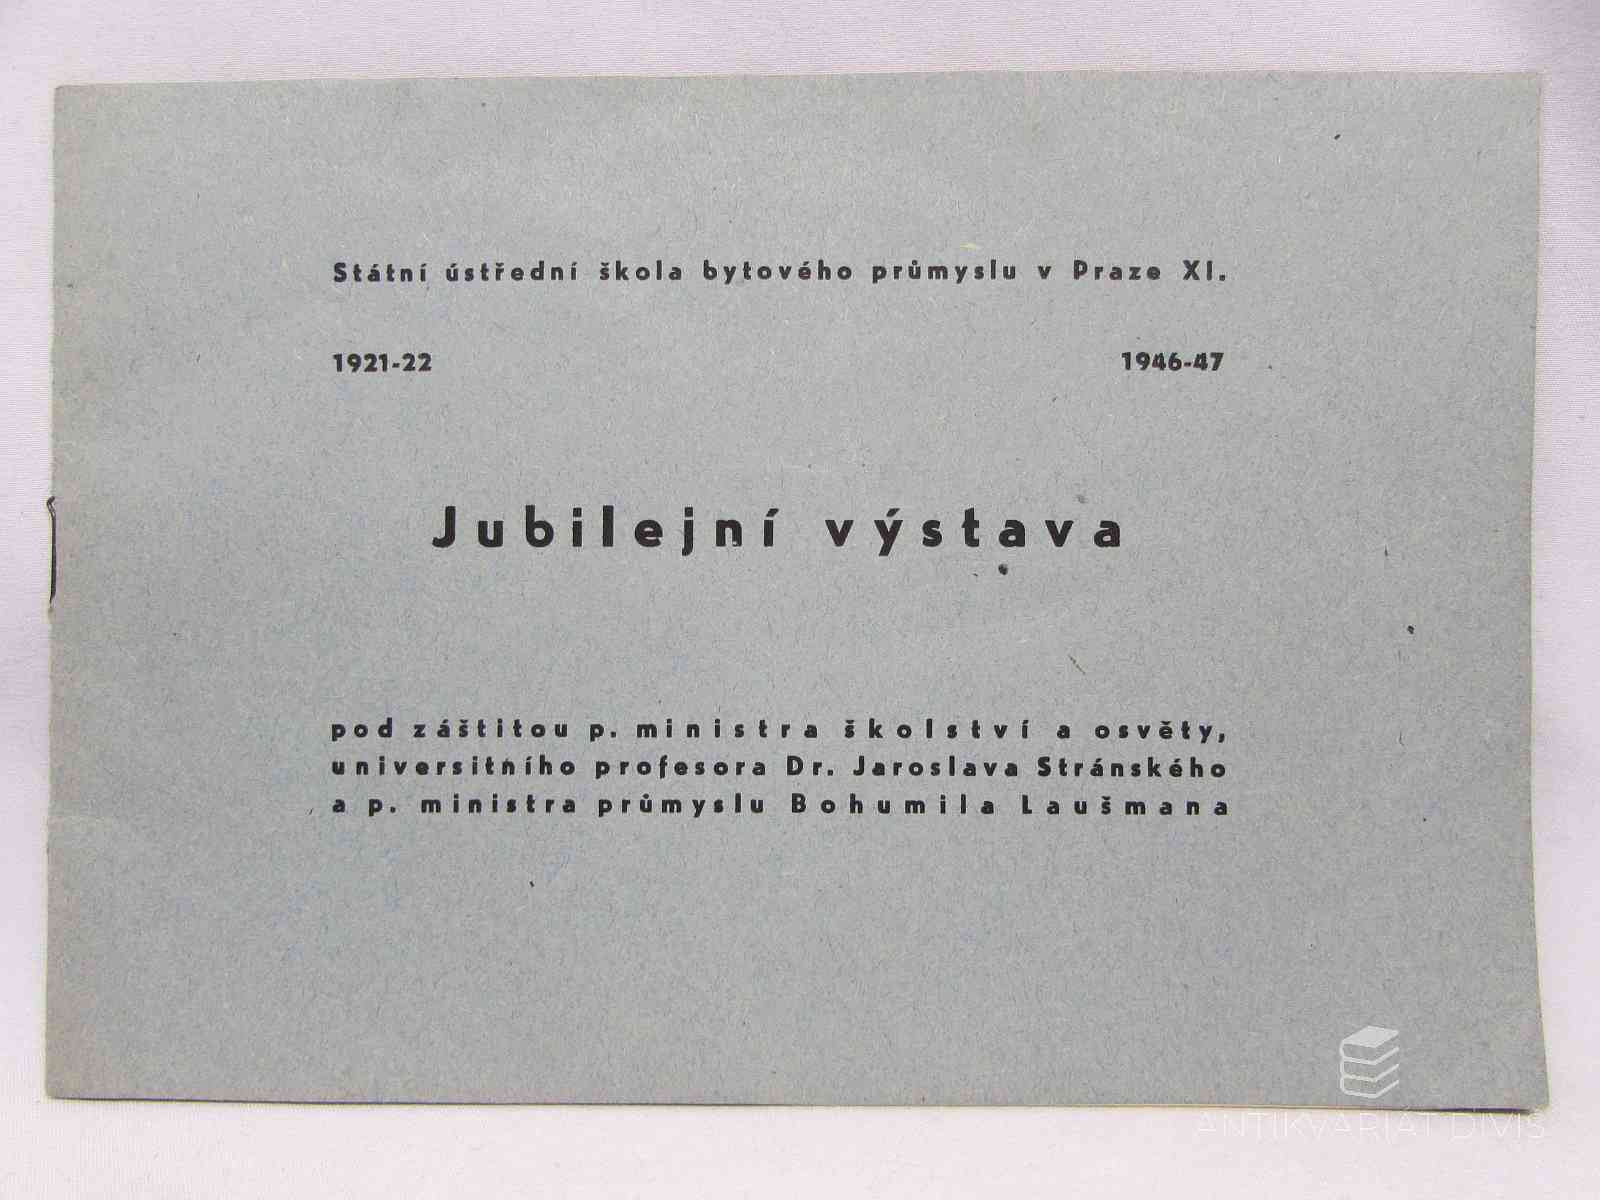 Státní ústřední škola bytového průmyslu v Praze XI.
1921-22 1946-47
Jubilejní výstava
pod záštitou p. ministra školství a osvěty,
universitního profesora Dr. Jaroslava Stránského
a p. ministra průmyslu Bohumila Laušmana
ANTIKVARIÁT DIVIŠ